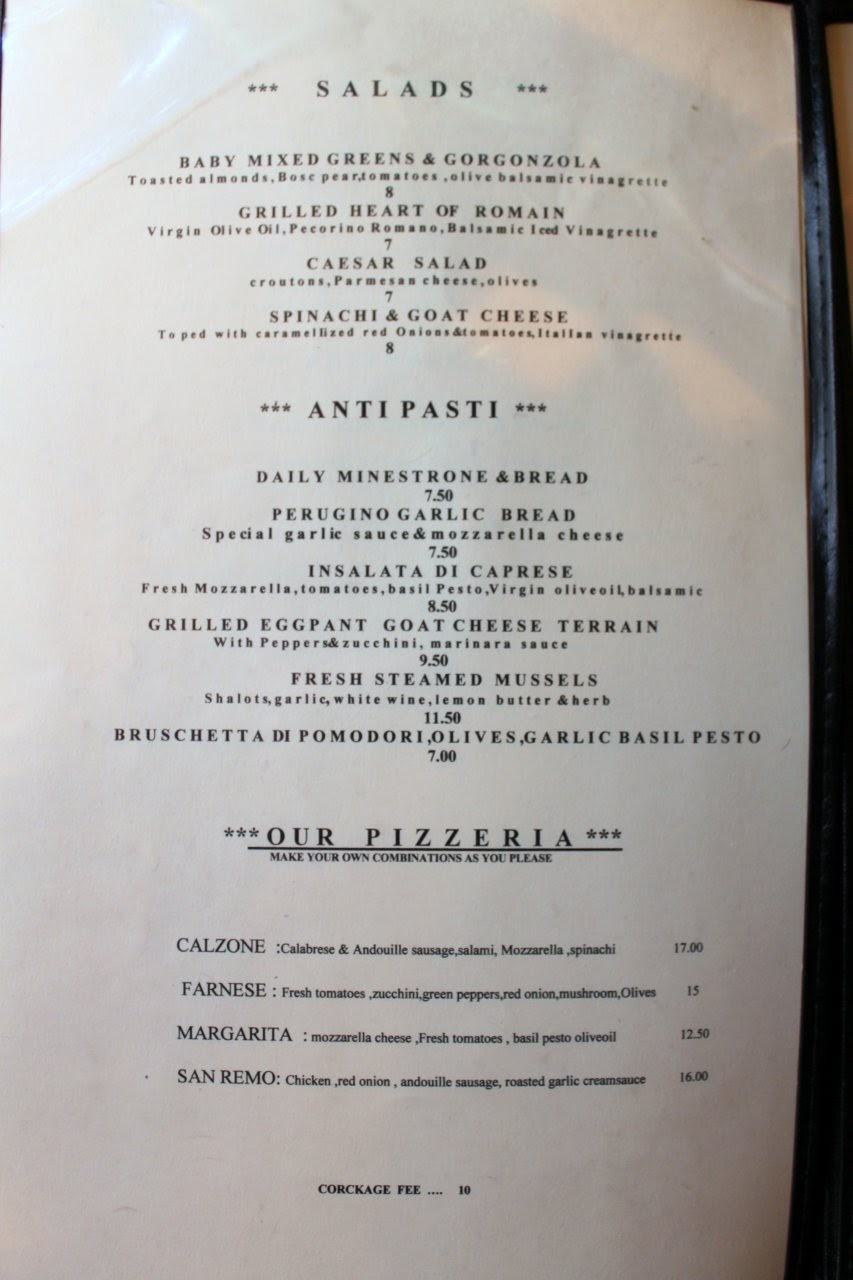 *** SALADS ***
BABY MIXED GREENS & GORGONZOLA
Toasted almonds,Bosc pear,tomatoes ,olive balsamic vinagrette
8
GRILLED HEART OF ROMAIN
Virgin Olive Oil,Pecorino Romano,Balsamic Iced Vinagrette
7
CAESAR SALAD
croutons,Parmesan cheese,olives
7
SPINACHI & GOAT CHEESE
To ped with caramellized red Onions&tomatoes,Italian vinagrette
8
*** ANTI PASTI ***
DAILY MINESTRONE &BREAD
7.50
PERUGINO GARLIC BREAD
Special garlic sauce&mozzarella cheese
7.50
INSALATA DI CAPRESE
Fresh Mozzarella,tomatoes,basil Pesto,Virgin oliveoil,balsamic
8.50
GRILLED EGGPANT GOAT CHEESE TERRAIN
With Peppers&zucchini, marinara sauce
9.50
FRESH STEAMED MUSSELS
Shalots,garlic,white wine,lemon butter &herb
11.50
BRUSCHETTA DI POMODORI,OLIVES,GARLIC BASIL PESTO
7.00
*** OUR PIZZERIA ***
MAKE YOUR OWN COMBINATIONS AS YOU PLEASE
CALZONE :Calabrese & Andouille sausage,salami, Mozzarella ,spinachi 17.00
FARNESE : Fresh tomatoes ,zucchini,green peppers,red onion,mushroom,Olives 15
MARGARITA : mozzarella cheese ,Fresh tomatoes , basil pesto oliveoil 12.50
SAN REMO: Chicken ,red onion , andouille sausage, roasted garlic creamsauce 16.00
CORCKAGE FEE .... 10